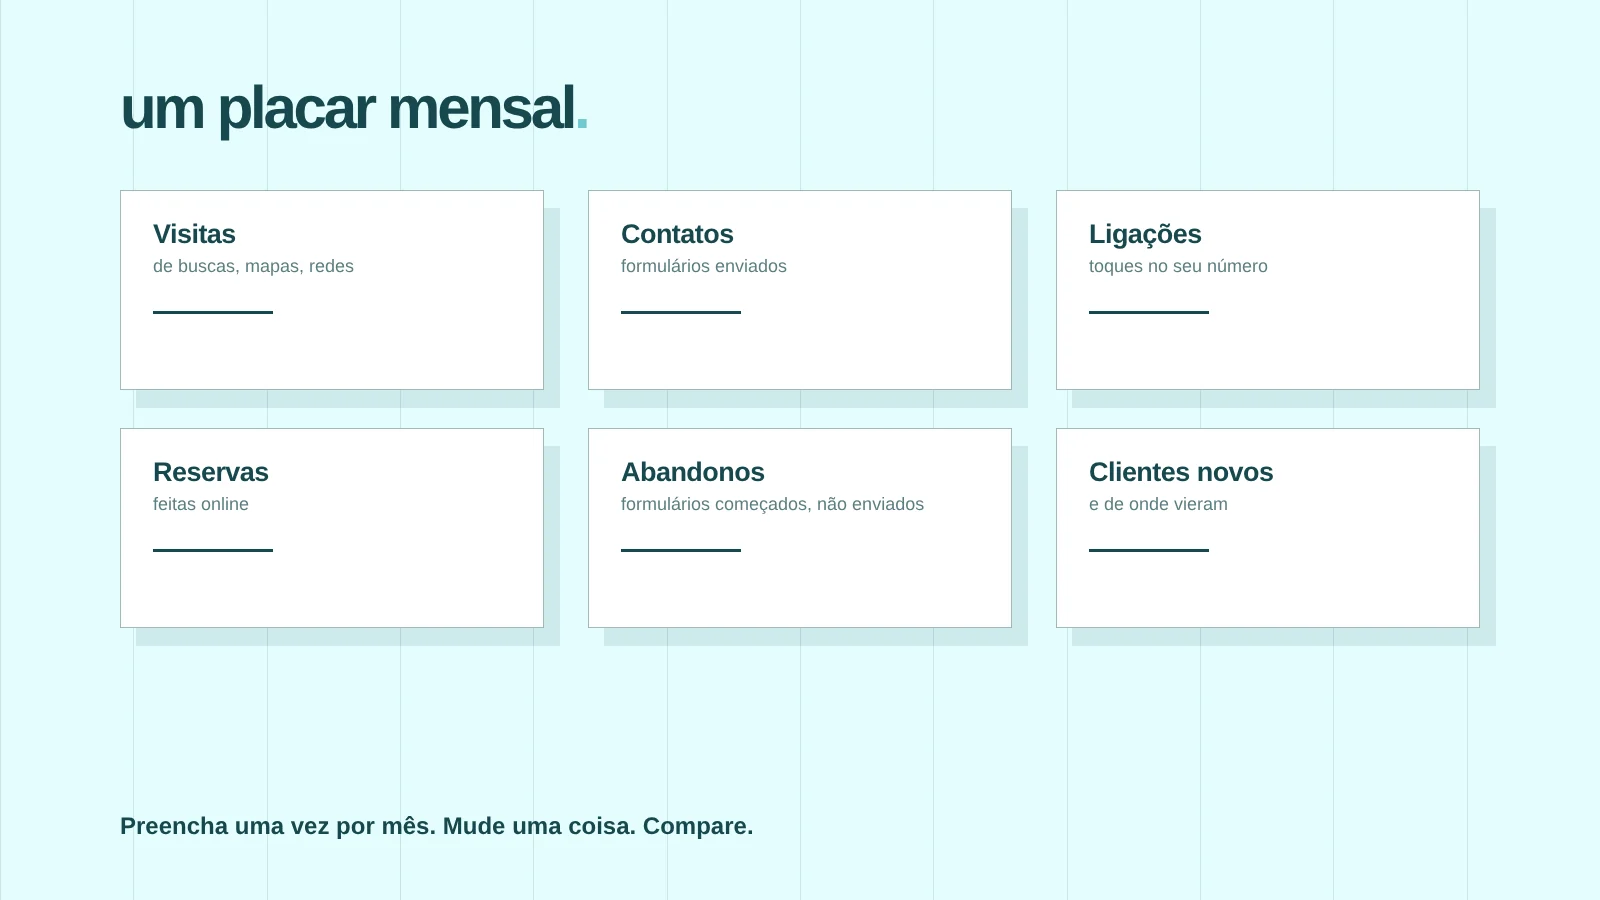 um placar mensal.
Visitas
de buscas, mapas, redes
Contatos
formulários enviados
Ligações
toques no seu número
Reservas
feitas online
Abandonos
formulários começados, não enviados
Clientes novos
e de onde vieram
Preencha uma vez por mês. Mude uma coisa. Compare.